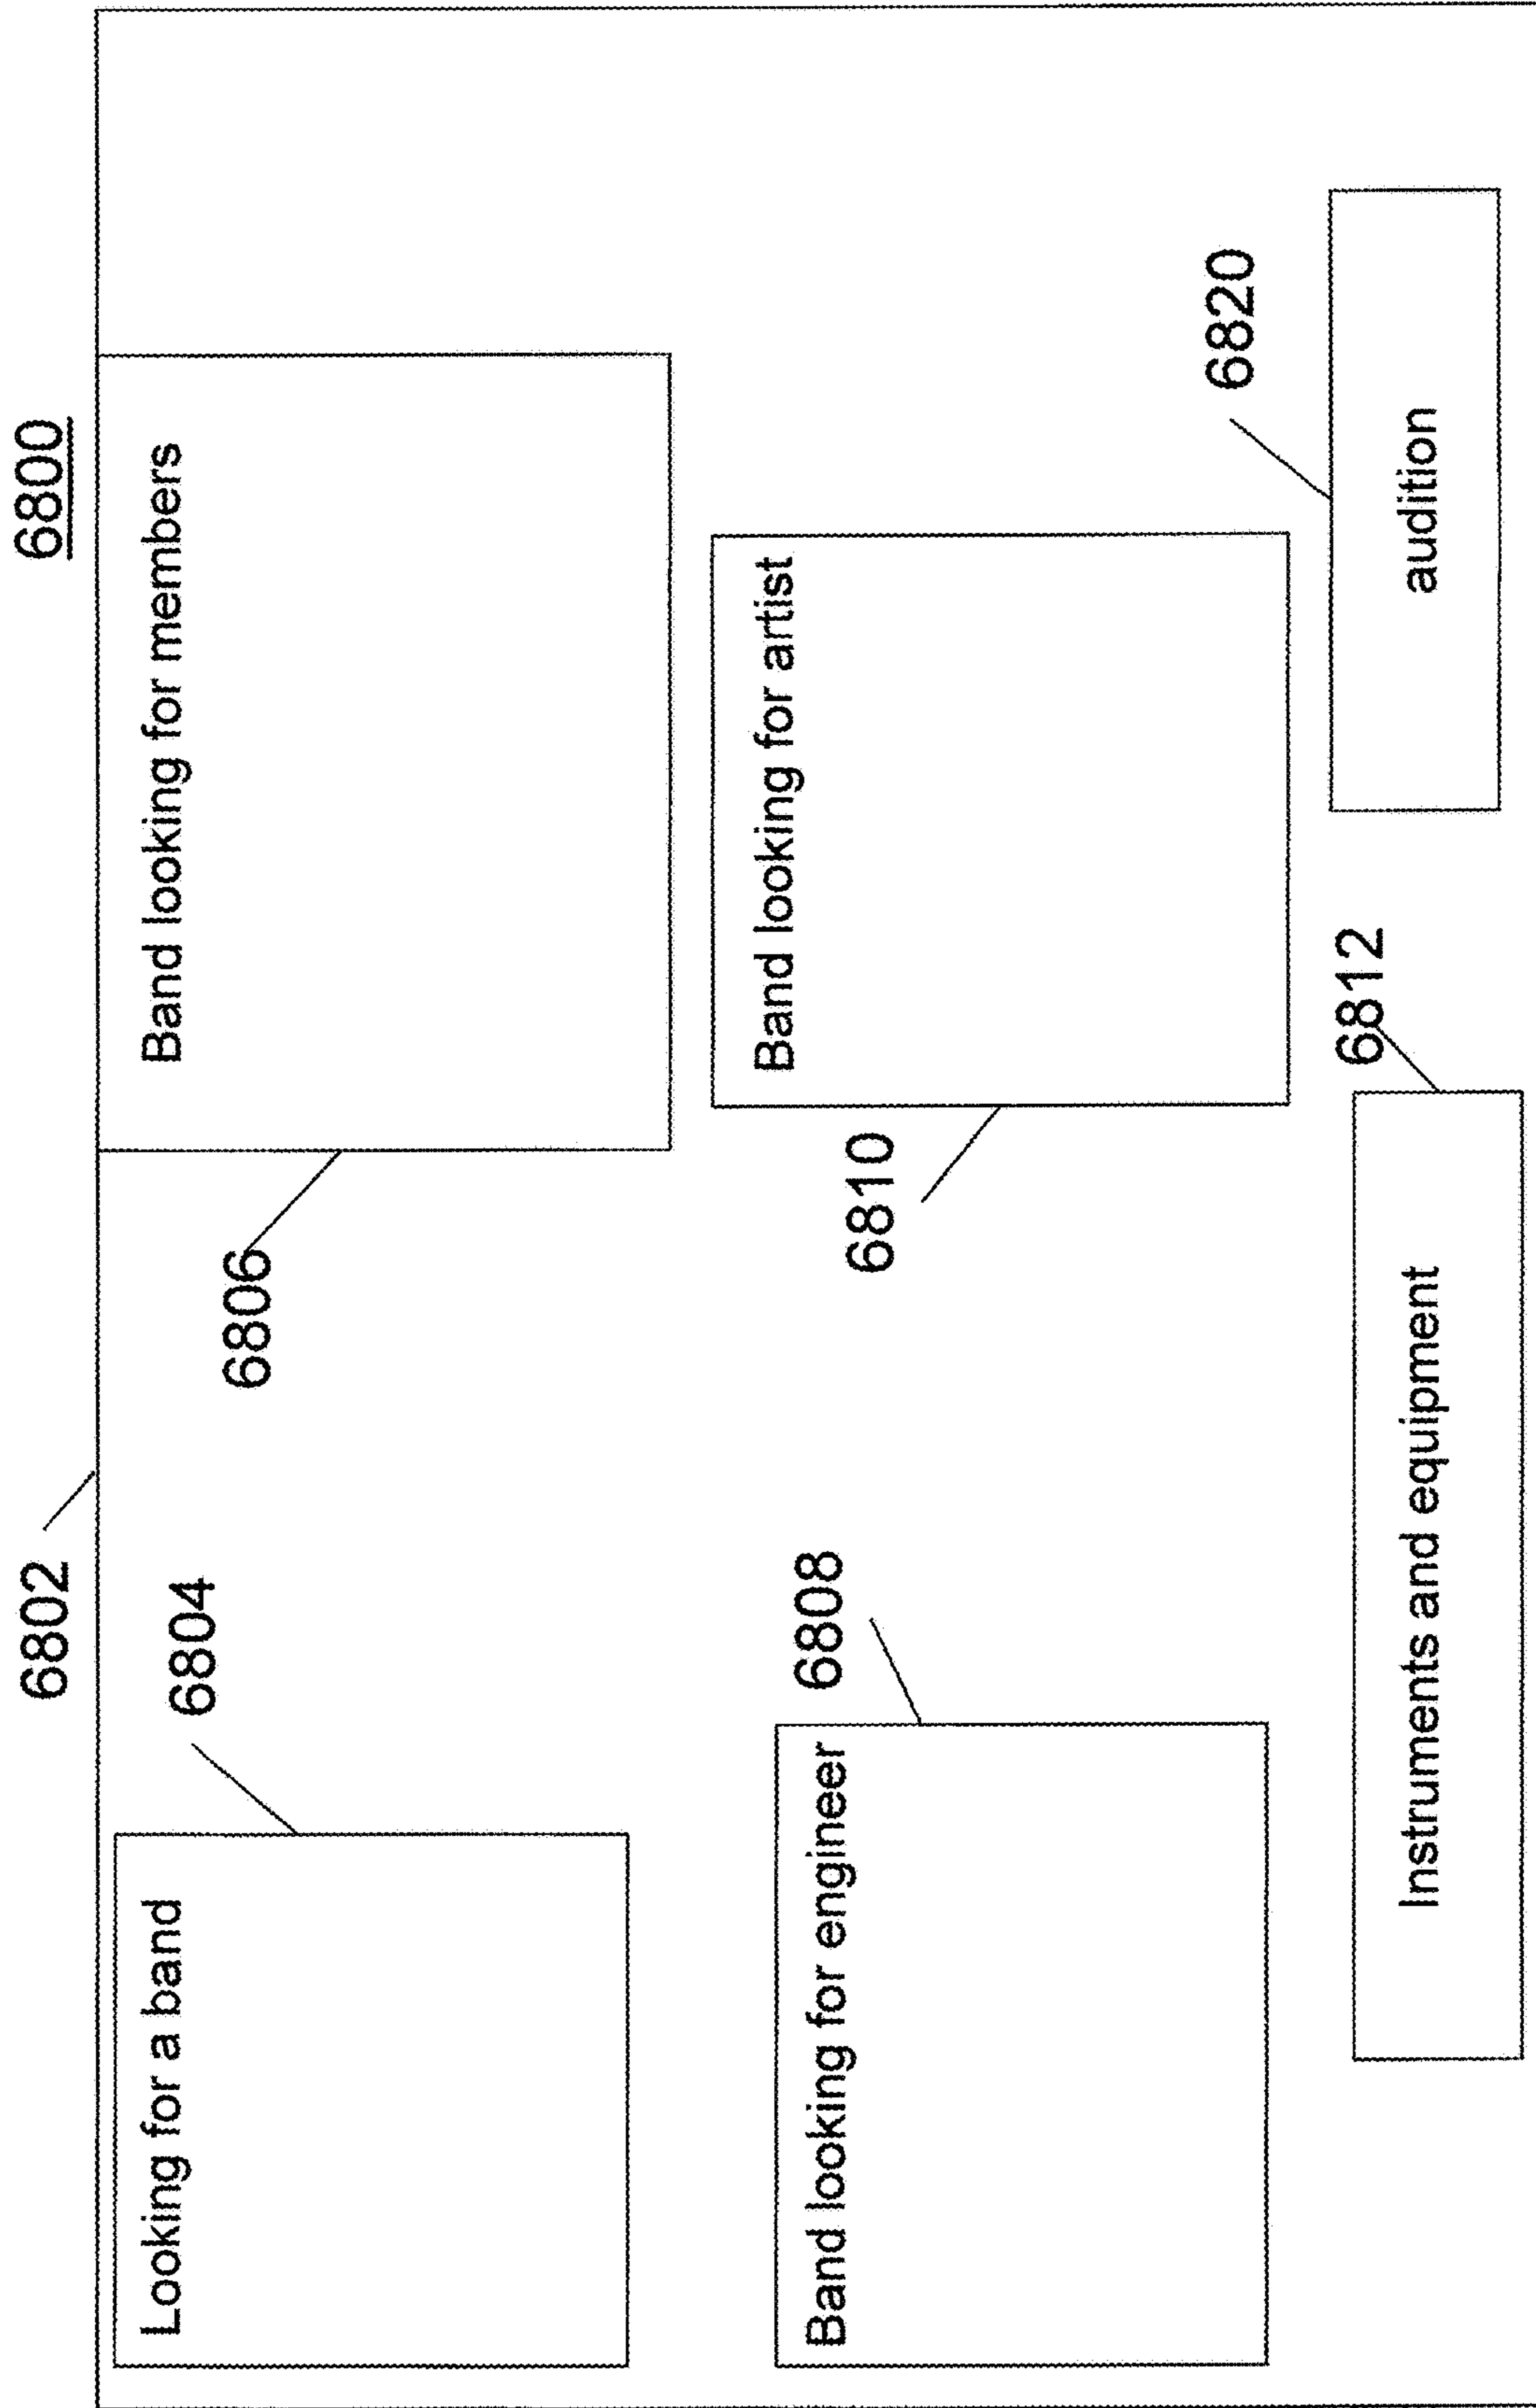 6800
6802
Looking for a band
6804
Band looking for members
6806
Band looking for engineer
6808
Band looking for artist
6810
Instruments and equipment
6812
audition
6820